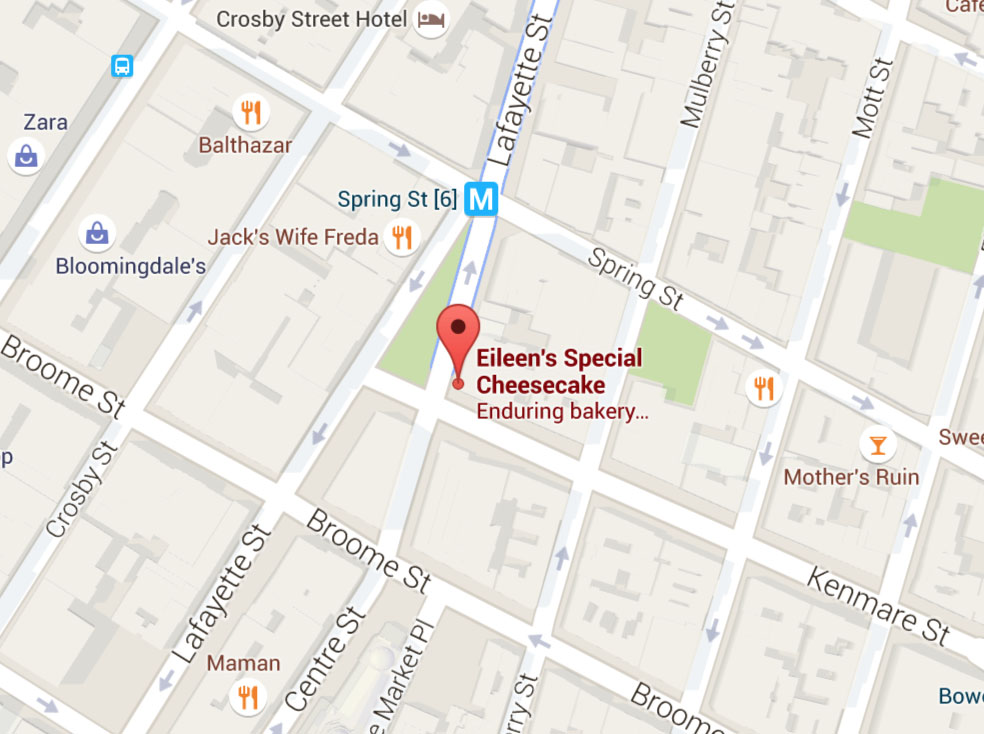 Crosby Street Hotel
Café
Lafayette St
Mulberry St
Mott St
Zara
Balthazar
Spring St [6]
M
Jack's Wife Freda
Bloomingdale's
Spring St
Broome St
Eileen's Special
Cheesecake
Enduring bakery...
Swee
p
Mother's Ruin
Crosby St
Broome St
Kenmare St
Lafayette St
Maman
Centre St
e Market Pl
rry St
Broome
Bowe